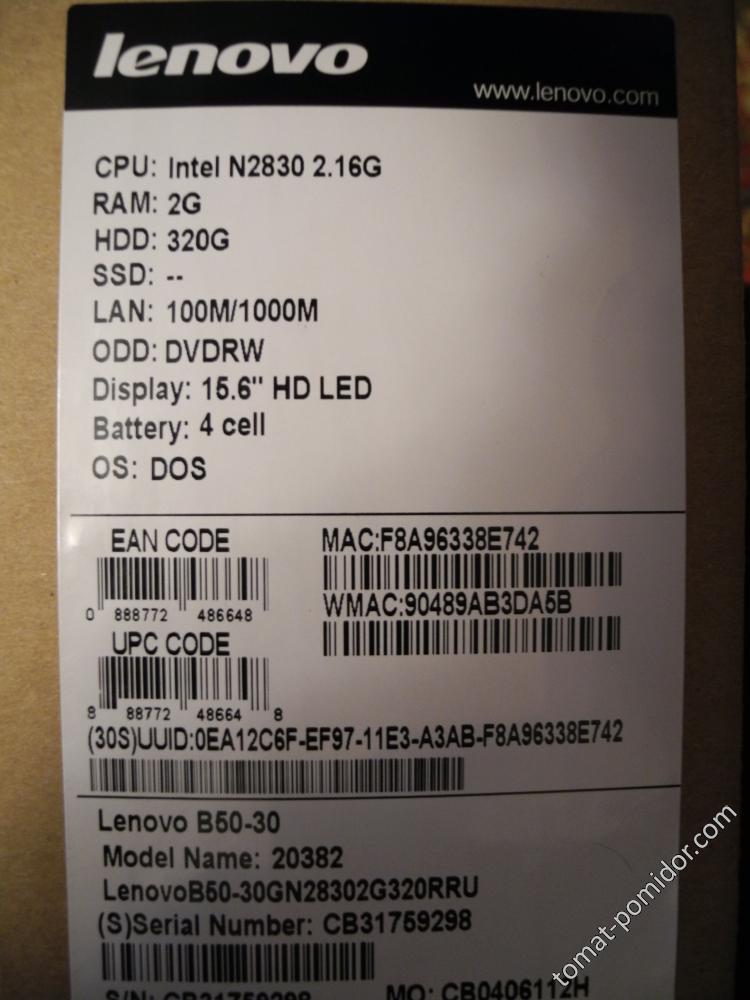 lenovo
www.lenovo.com
CPU: Intel N2830 2.16G
RAM: 2G
HDD: 320G
SSD: --
LAN: 100M/1000M
ODD: DVDRW
Display: 15.6" HD LED
Battery: 4 cell
OS: DOS
EAN CODE
0 888772 486648
MAC:F8A96338E742
WMAC:90489AB3DA5B
UPC CODE
8 88772 48664 8
(30S)UUID:0EA12C6F-EF97-11E3-A3AB-F8A96338E742
Lenovo B50-30
Model Name: 20382
LenovoB50-30GN28302G320RRU
(S)Serial Number: CB31759298
S/N: CB31759298 MO: CB0406112H
tomat-pomidor.com